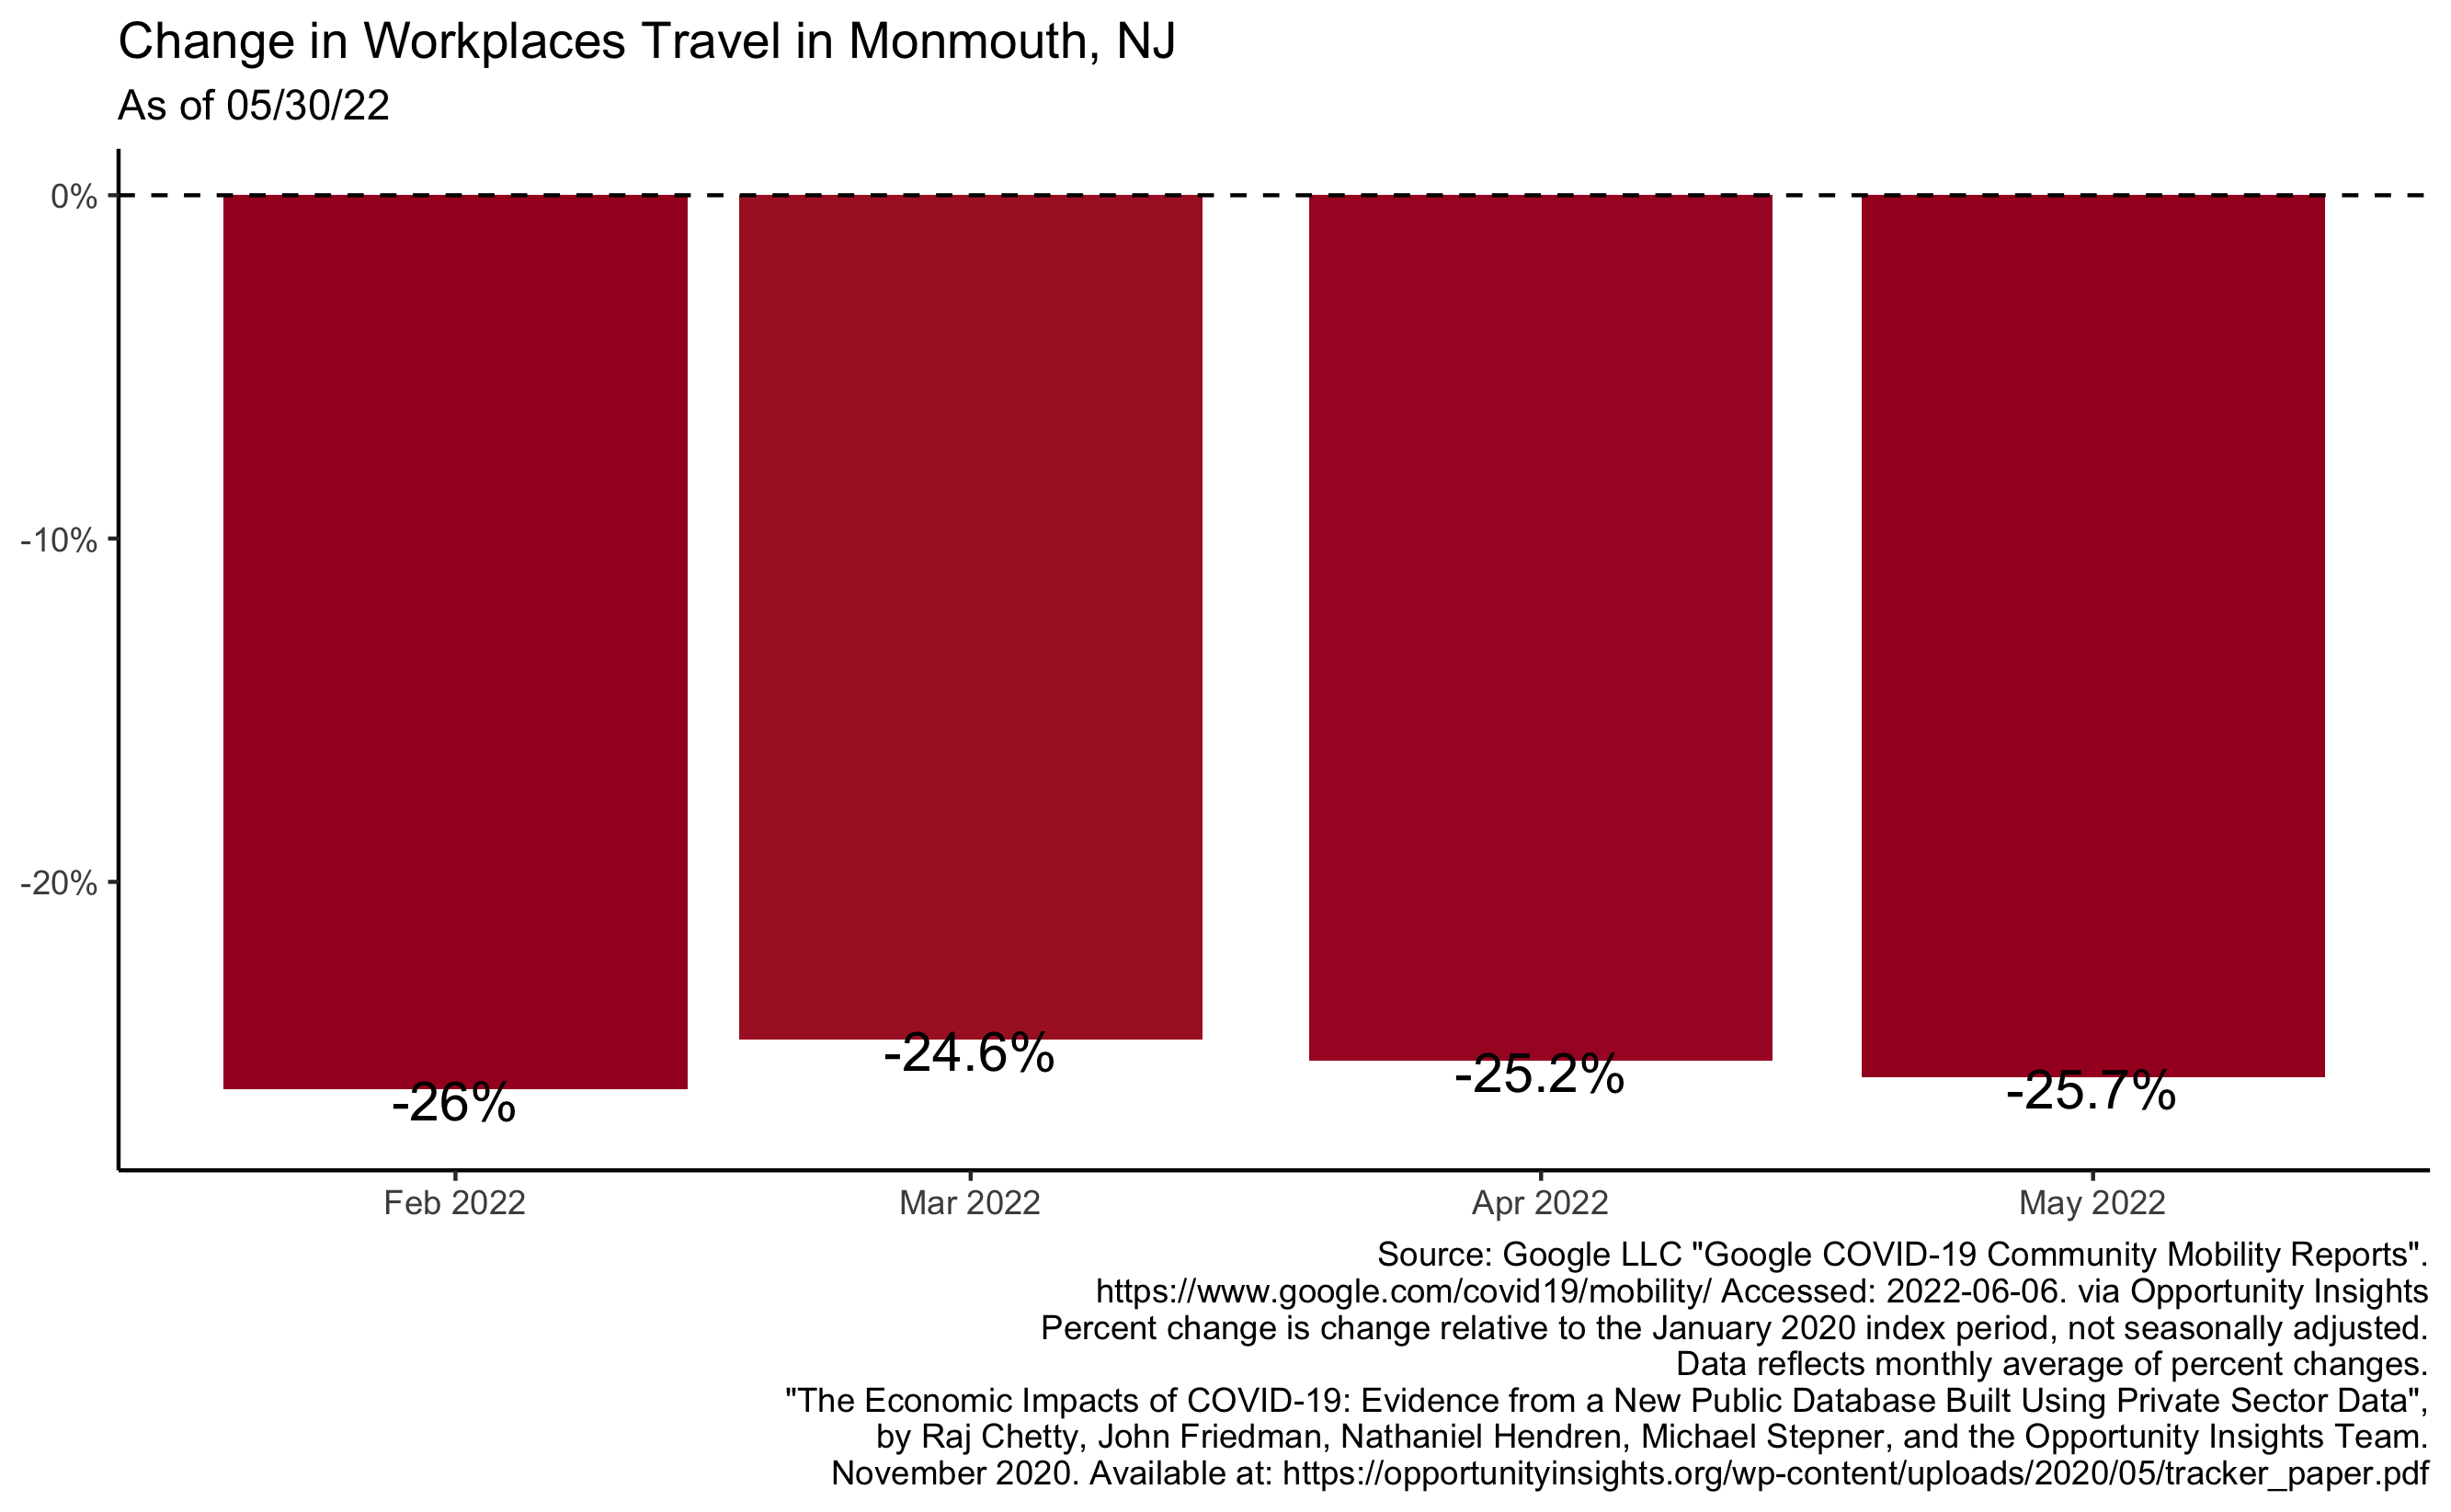 Change in Workplaces Travel in Monmouth, NJ
As of 05/30/22
0%
-10%
-20%
-26%
-24.6%
-25.2%
-25.7%
Feb 2022
Mar 2022
Apr 2022
May 2022
Source: Google LLC "Google COVID-19 Community Mobility Reports".
https://www.google.com/covid19/mobility/ Accessed: 2022-06-06. via Opportunity Insights
Percent change is change relative to the January 2020 index period, not seasonally adjusted.
Data reflects monthly average of percent changes.
"The Economic Impacts of COVID-19: Evidence from a New Public Database Built Using Private Sector Data",
by Raj Chetty, John Friedman, Nathaniel Hendren, Michael Stepner, and the Opportunity Insights Team.
November 2020. Available at: https://opportunityinsights.org/wp-content/uploads/2020/05/tracker_paper.pdf